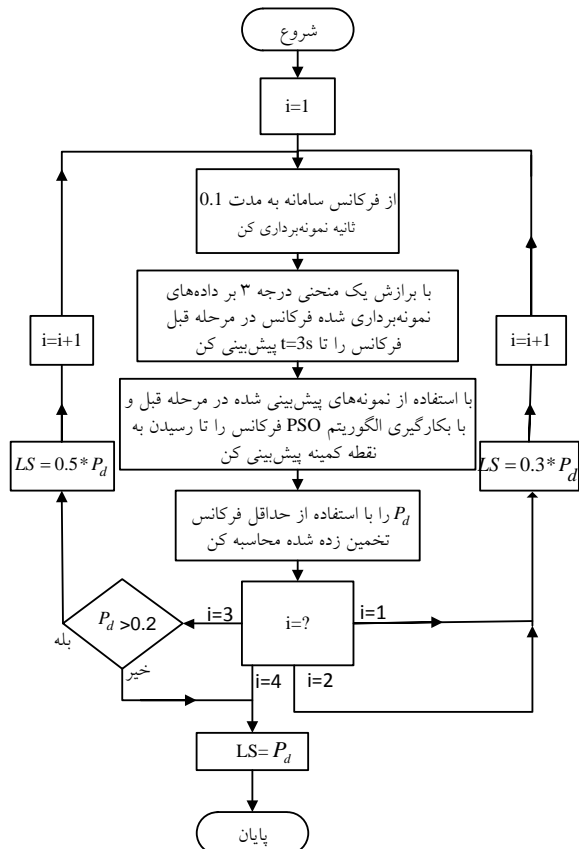 شروع
i=1
از فرکانس سامانه به مدت 0.1
ثانیه نمونه‌برداری کن
با برازش یک منحنی درجه ۳ بر داده‌های
نمونه‌برداری شده فرکانس در مرحله قبل
فرکانس را تا t=3s پیش‌بینی کن
i=i+1
i=i+1
با استفاده از نمونه‌های پیش‌بینی شده در مرحله قبل و
با بکارگیری الگوریتم PSO فرکانس را تا رسیدن به
نقطه کمینه پیش‌بینی کن
LS = 0.5* P_d
LS = 0.3* P_d
P_d را با استفاده از حداقل فرکانس
تخمین زده شده محاسبه کن
i=?
i=1
i=3
P_d >0.2
بله
خیر
i=4
i=2
LS= P_d
پایان